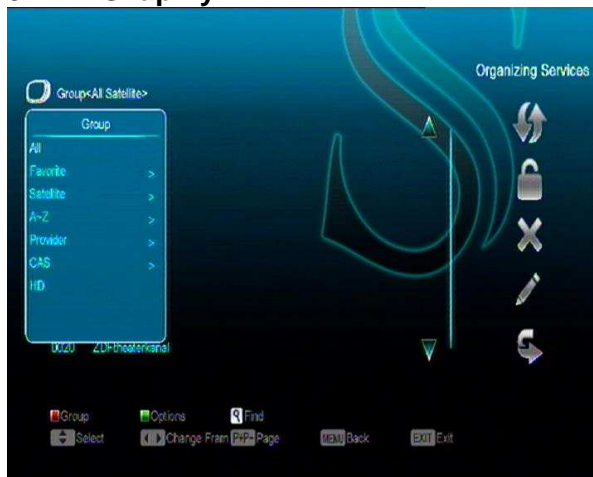 Organizing Services
Group<All Satellite>
Group
All
Favorite >
Satellite >
A~Z >
Provider >
CAS >
HD
0020 ZDFtheaterkanal
Group Options Find
Select Change Fram P+P- Page MENU Back EXIT Exit